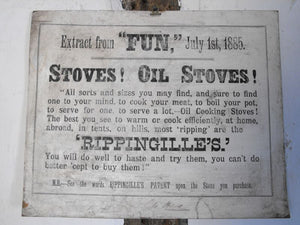 Extract from "FUN," July 1st, 1885.
STOVES! OIL STOVES!
"All sorts and sizes you may find, and sure to find
one to your mind, to cook your meat, to boil your pot,
to serve for one, to serve a lot,—Oil Cooking Stoves!
The best you see to warm or cook efficiently, at home,
abroad, in tents, on hills, most 'ripping' are the
'RIPPINGILLE'S.'
You will do well to haste and try them, you can't do
better 'cept to buy them!"
N.B.—See the words RIPPINGILLE'S PATENT upon the Stove you purchase.